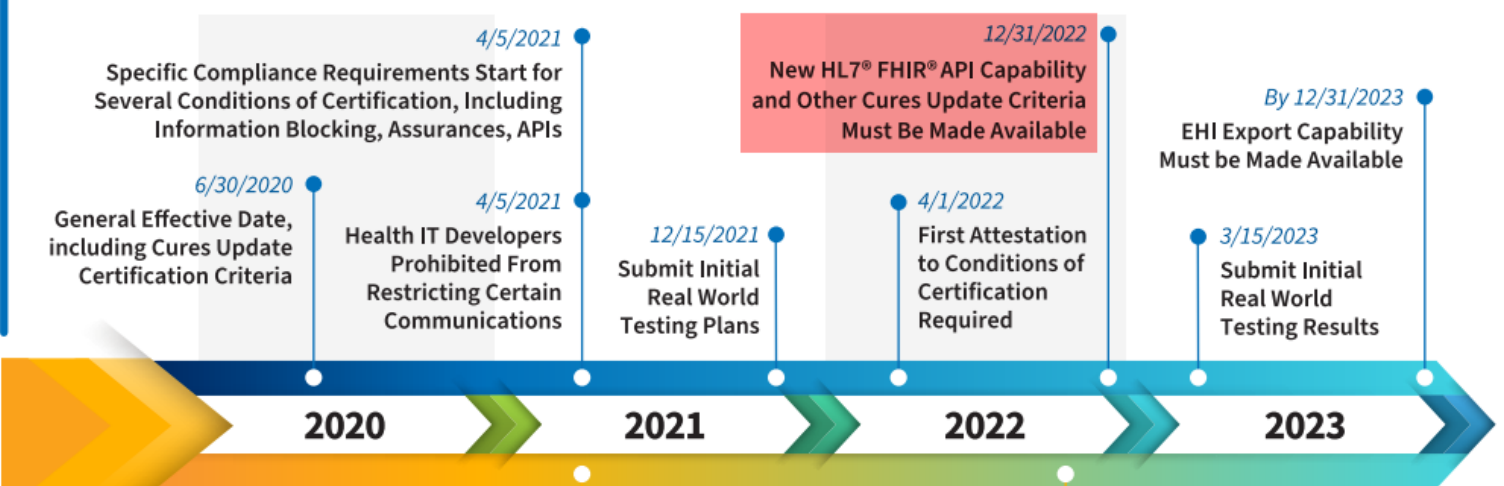 4/5/2021
Specific Compliance Requirements Start for
Several Conditions of Certification, Including
Information Blocking, Assurances, APIs
6/30/2020
General Effective Date,
including Cures Update
Certification Criteria
4/5/2021
Health IT Developers
Prohibited From
Restricting Certain
Communications
12/15/2021
Submit Initial
Real World
Testing Plans
12/31/2022
New HL7® FHIR® API Capability
and Other Cures Update Criteria
Must Be Made Available
4/1/2022
First Attestation
to Conditions of
Certification
Required
By 12/31/2023
EHI Export Capability
Must be Made Available
3/15/2023
Submit Initial
Real World
Testing Results
2020
2021
2022
2023